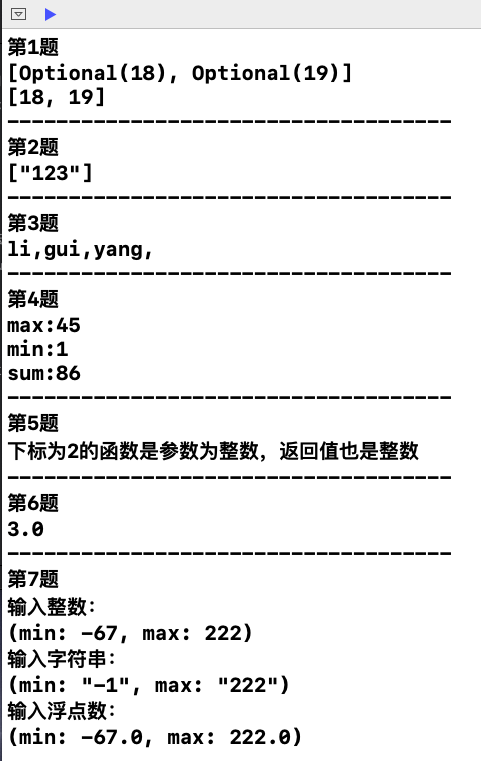 第1题
[Optional(18), Optional(19)]
[18, 19]
------------------------------------
第2题
["123"]
------------------------------------
第3题
li,gui,yang,
------------------------------------
第4题
max:45
min:1
sum:86
------------------------------------
第5题
下标为2的函数是参数为整数，返回值也是整数
------------------------------------
第6题
3.0
------------------------------------
第7题
输入整数：
(min: -67, max: 222)
输入字符串：
(min: "-1", max: "222")
输入浮点数：
(min: -67.0, max: 222.0)